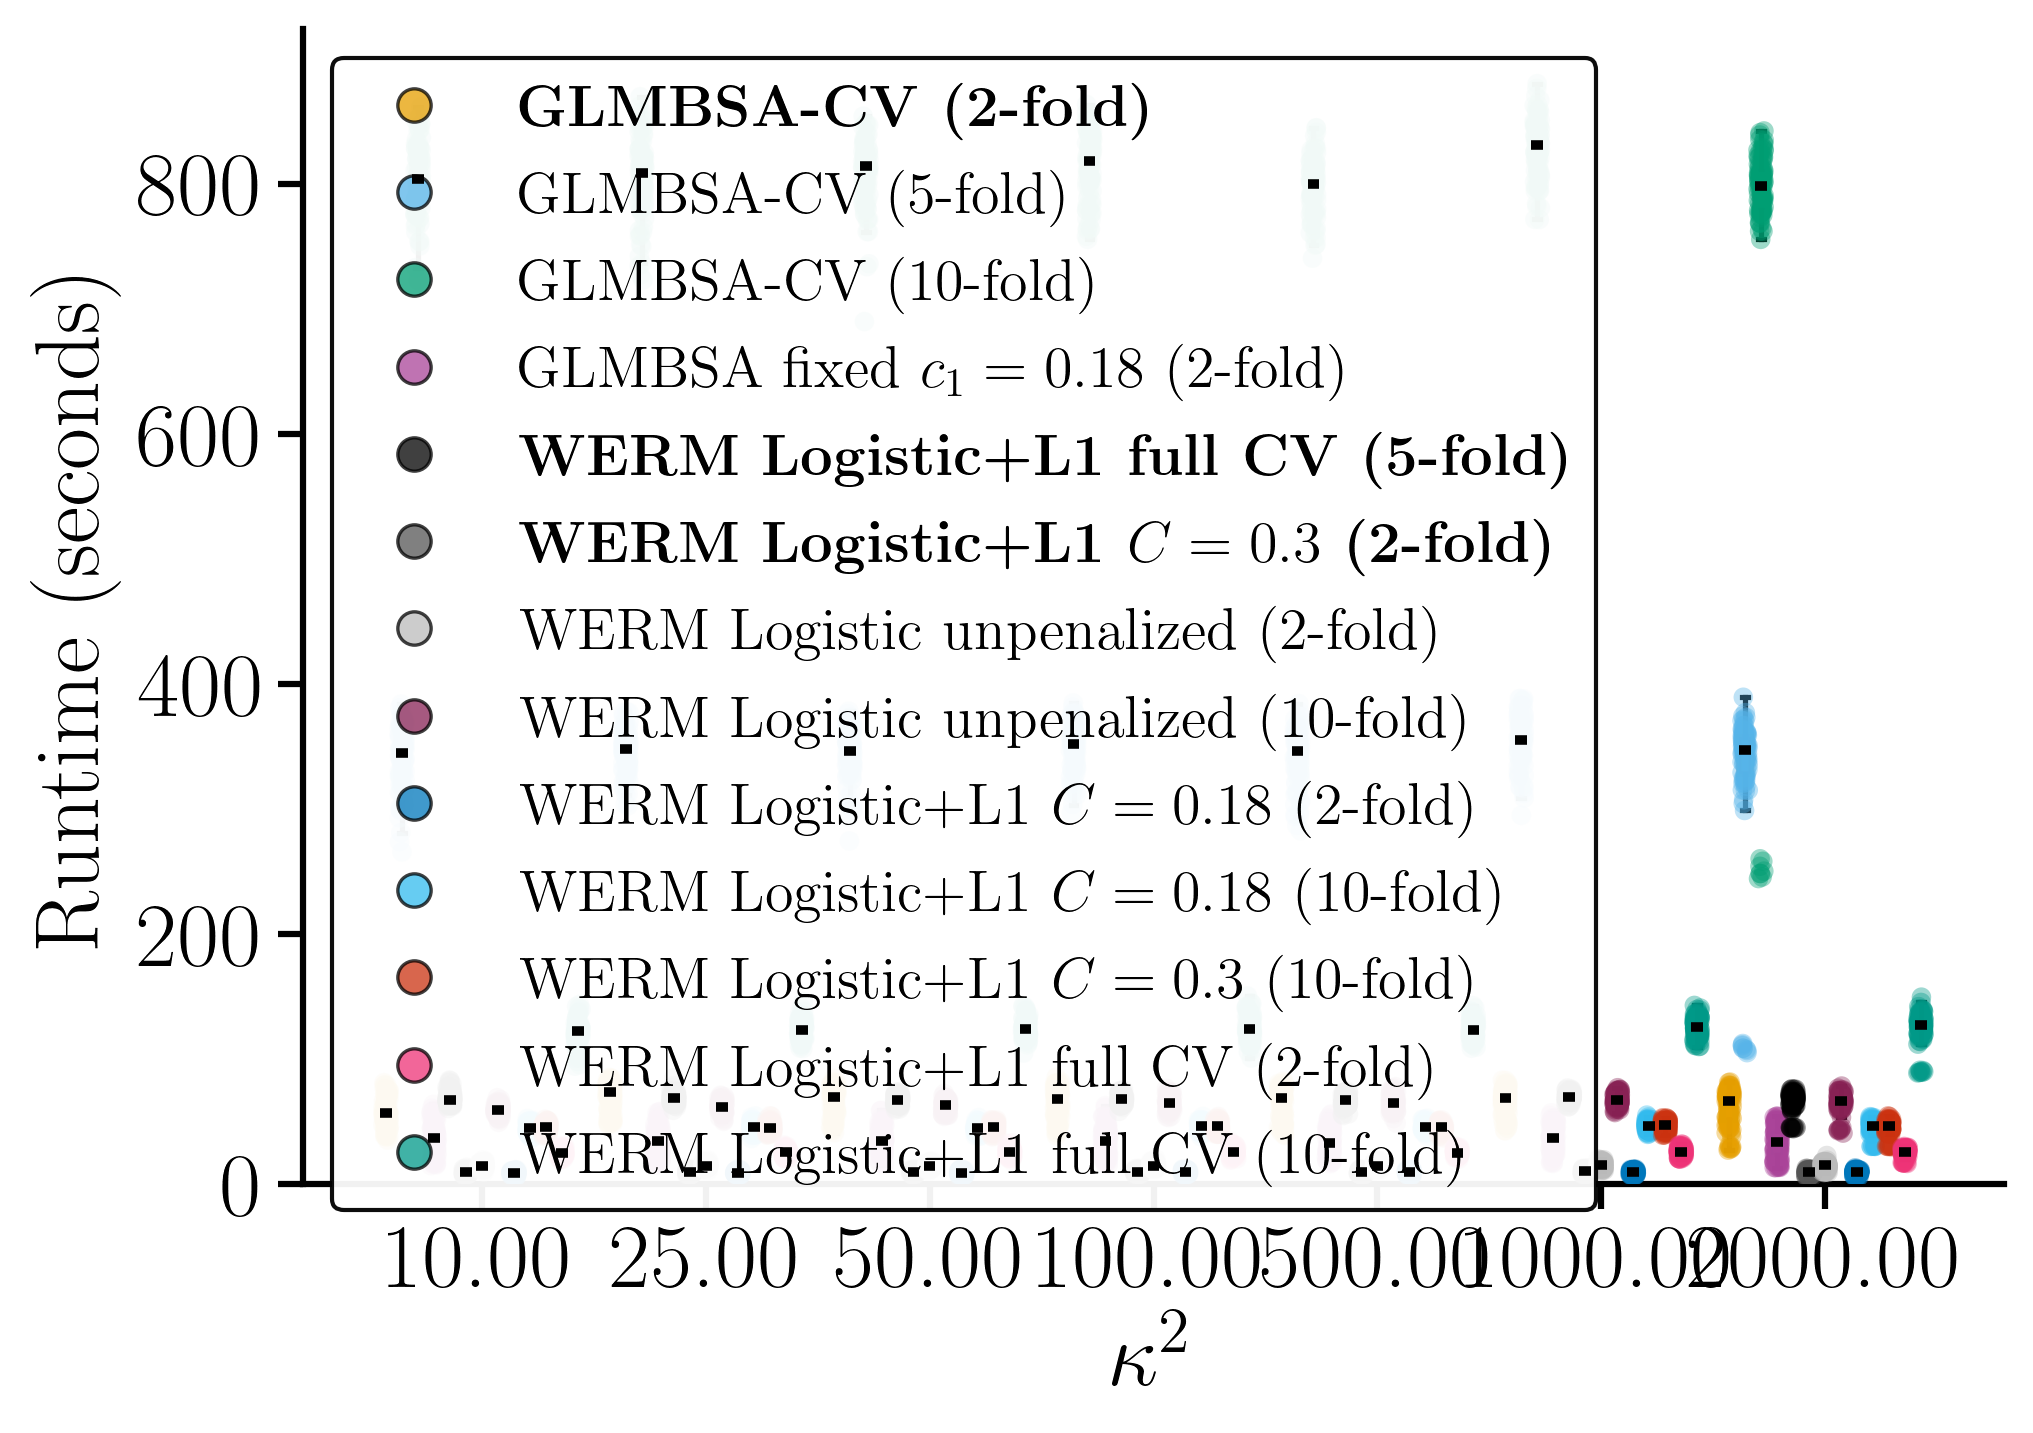 Runtime (seconds)
800
600
400
200
0
GLMBSA-CV (2-fold)
GLMBSA-CV (5-fold)
GLMBSA-CV (10-fold)
GLMBSA fixed c₁ = 0.18 (2-fold)
WERM Logistic+L1 full CV (5-fold)
WERM Logistic+L1 C = 0.3 (2-fold)
WERM Logistic unpenalized (2-fold)
WERM Logistic unpenalized (10-fold)
WERM Logistic+L1 C = 0.18 (2-fold)
WERM Logistic+L1 C = 0.18 (10-fold)
WERM Logistic+L1 C = 0.3 (10-fold)
WERM Logistic+L1 full CV (2-fold)
WERM Logistic+L1 full CV (10-fold)
10.00 25.00 50.00 100.00 500.00 1000.00 2000.00
κ²